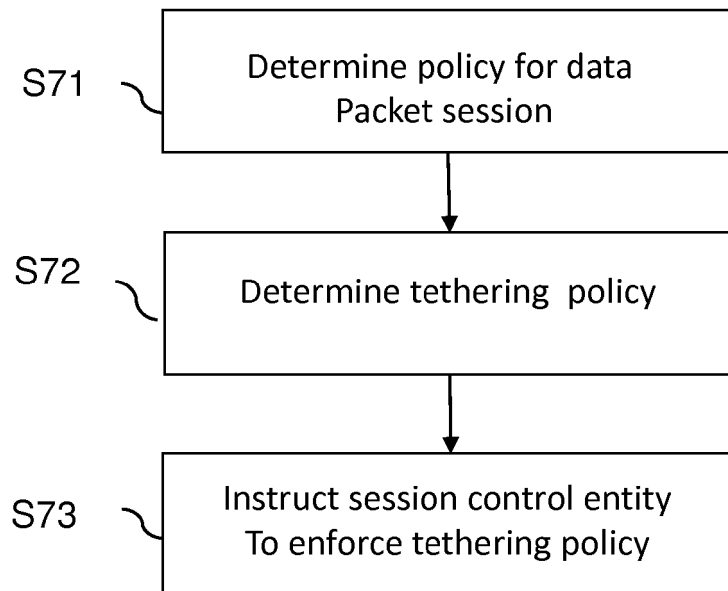 S71
Determine policy for data
Packet session
S72
Determine tethering policy
S73
Instruct session control entity
To enforce tethering policy